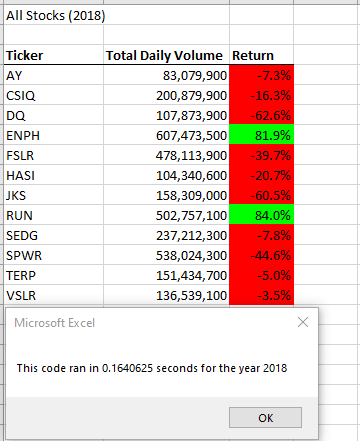 All Stocks (2018)
Ticker Total Daily Volume Return
AY 83,079,900 -7.3%
CSIQ 200,879,900 -16.3%
DQ 107,873,900 -62.6%
ENPH 607,473,500 81.9%
FSLR 478,113,900 -39.7%
HASI 104,340,600 -20.7%
JKS 158,309,000 -60.5%
RUN 502,757,100 84.0%
SEDG 237,212,300 -7.8%
SPWR 538,024,300 -44.6%
TERP 151,434,700 -5.0%
VSLR 136,539,100 -3.5%
Microsoft Excel
This code ran in 0.1640625 seconds for the year 2018
OK